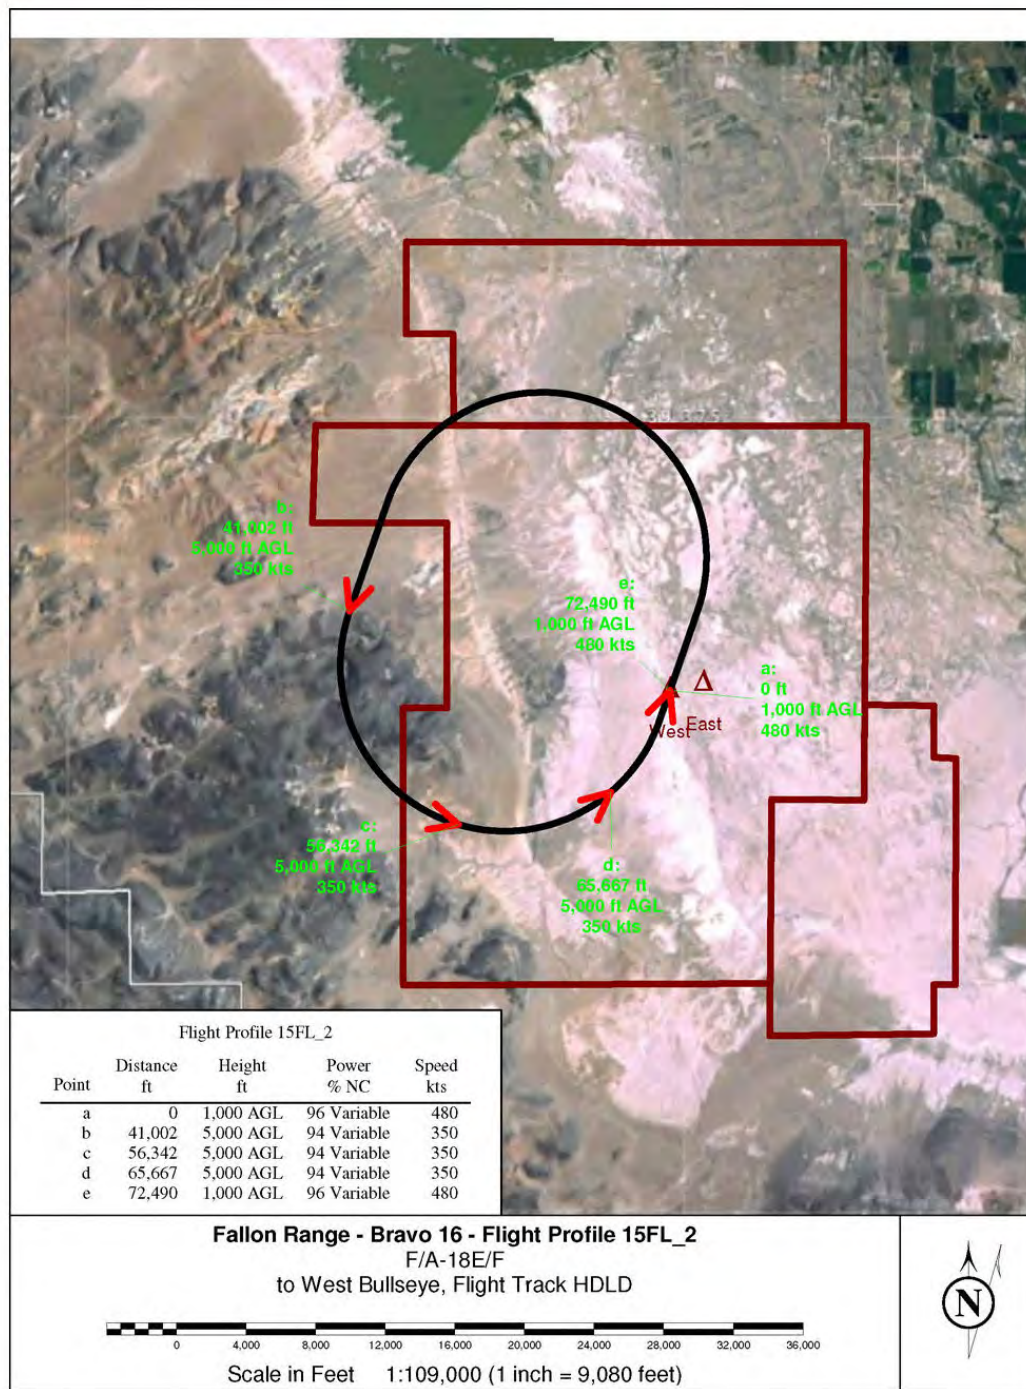 39.375
b:
41,002 ft
5,000 ft AGL
350 kts
e:
72,490 ft
1,000 ft AGL
480 kts
a:
0 ft
1,000 ft AGL
480 kts
Δ
West
East
c:
56,342 ft
5,000 ft AGL
350 kts
d:
65,667 ft
5,000 ft AGL
350 kts
Flight Profile 15FL_2
Point Distance ft Height ft Power % NC Speed kts
a 0 1,000 AGL 96 Variable 480
b 41,002 5,000 AGL 94 Variable 350
c 56,342 5,000 AGL 94 Variable 350
d 65,667 5,000 AGL 94 Variable 350
e 72,490 1,000 AGL 96 Variable 480
Fallon Range - Bravo 16 - Flight Profile 15FL_2
F/A-18E/F
to West Bullseye, Flight Track HDLD
0 4,000 8,000 12,000 16,000 20,000 24,000 28,000 32,000 36,000
Scale in Feet 1:109,000 (1 inch = 9,080 feet)
N